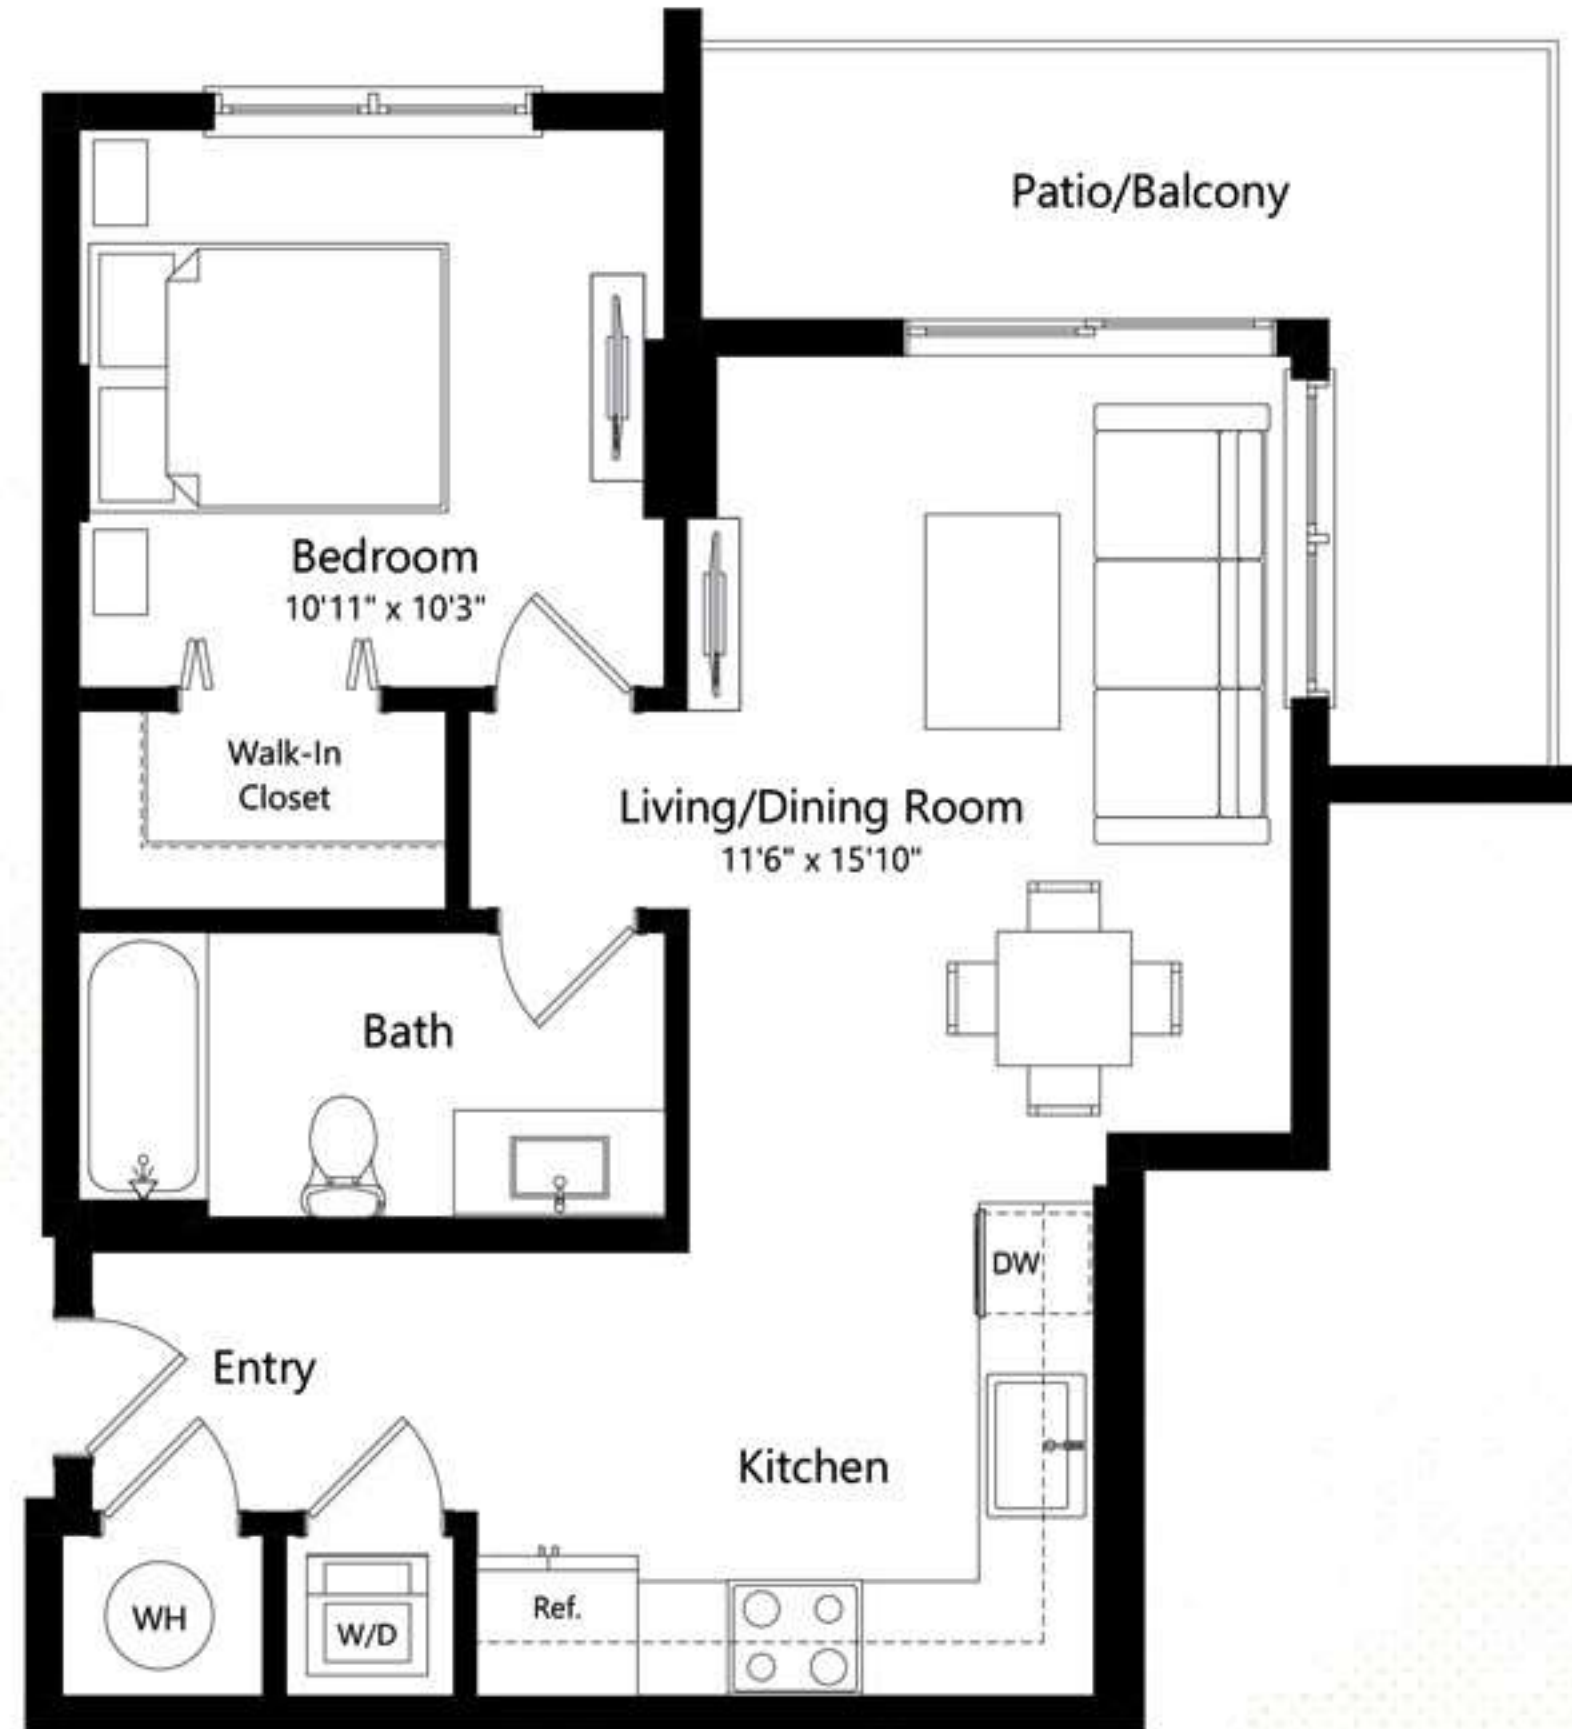 Patio/Balcony
Bedroom
10'11" x 10'3"
Walk-In
Closet
Living/Dining Room
11'6" x 15'10"
Bath
DW
Entry
Kitchen
WH
W/D
Ref.